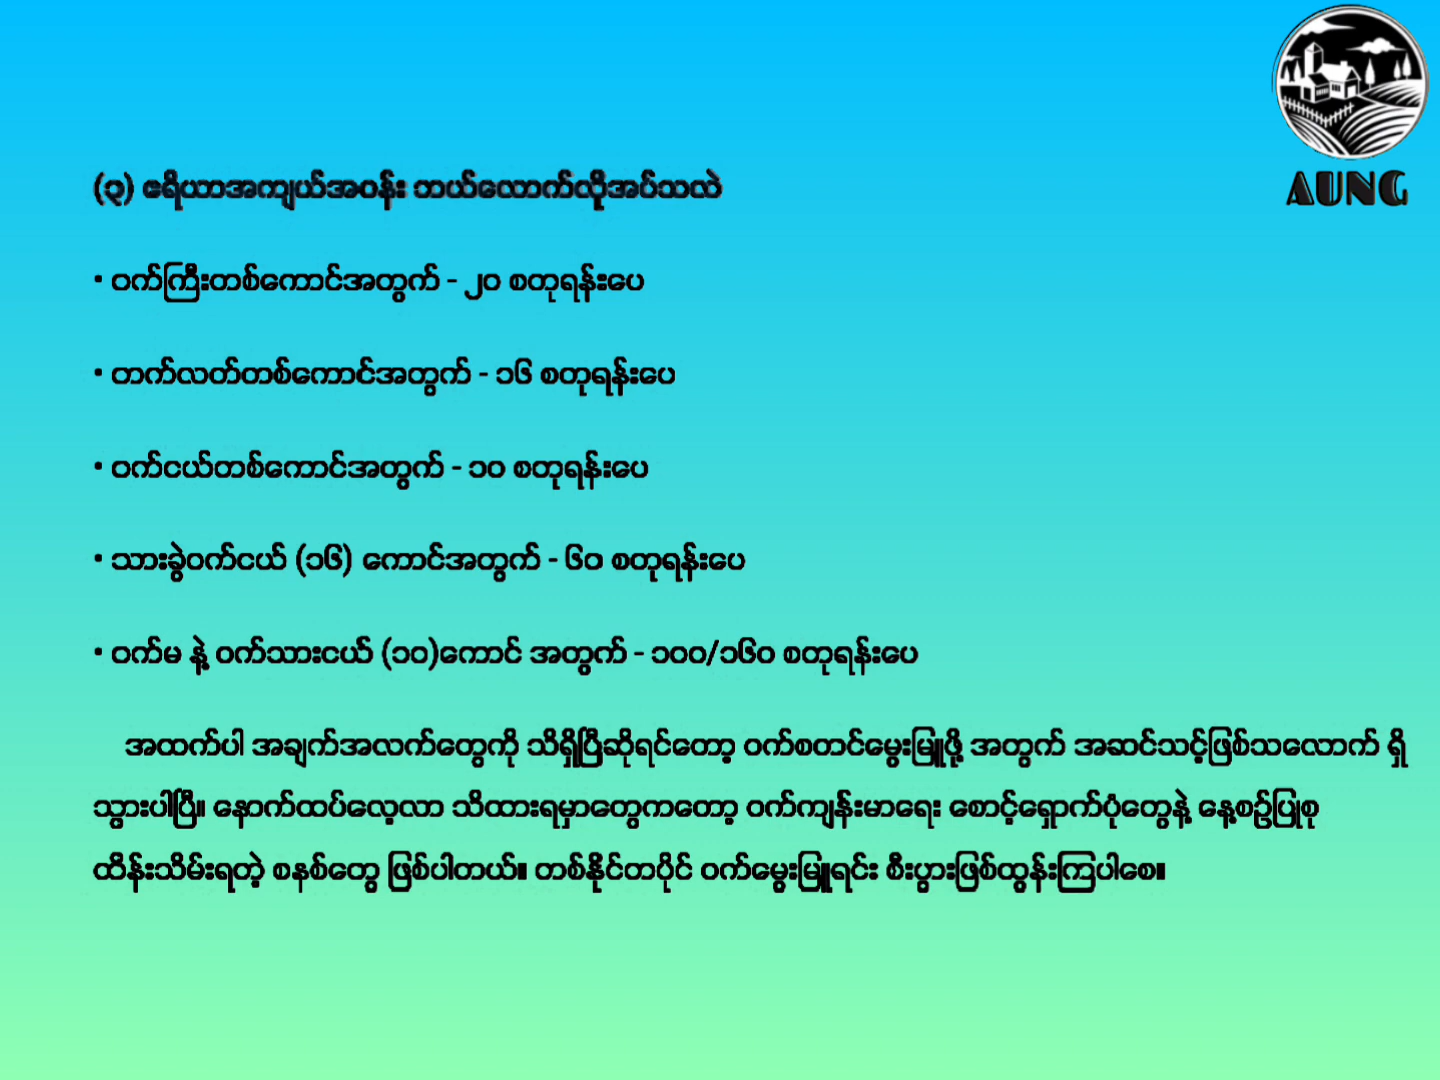 AUNG
(၃) ဧရိယာအကျယ်အဝန်း ဘယ်လောက်လိုအပ်သလဲ
• ဝက်ကြီးတစ်ကောင်အတွက် - ၂၀ စတုရန်းပေ
• တက်လတ်တစ်ကောင်အတွက် - ၁၆ စတုရန်းပေ
• ဝက်ငယ်တစ်ကောင်အတွက် - ၁၀ စတုရန်းပေ
• သားခွဲဝက်ငယ် (၁၆) ကောင်အတွက် - ၆၀ စတုရန်းပေ
• ဝက်မ နဲ့ ဝက်သားငယ် (၁၀)ကောင် အတွက် - ၁၀၀/၁၆၀ စတုရန်းပေ
အထက်ပါ အချက်အလက်တွေကို သိရှိပြီဆိုရင်တော့ ဝက်စတင်မွေးမြူဖို့ အတွက် အဆင်သင့်ဖြစ်သလောက် ရှိ
သွားပါပြီ။ နောက်ထပ်လေ့လာ သိထားရမှာတွေကတော့ ဝက်ကျန်းမာရေး စောင့်ရှောက်ပုံတွေနဲ့ နေ့စဉ်ပြုစု
ထိန်းသိမ်းရတဲ့ စနစ်တွေ ဖြစ်ပါတယ်။ တစ်နိုင်တပိုင် ဝက်မွေးမြူရင်း စီးပွားဖြစ်ထွန်းကြပါစေ။